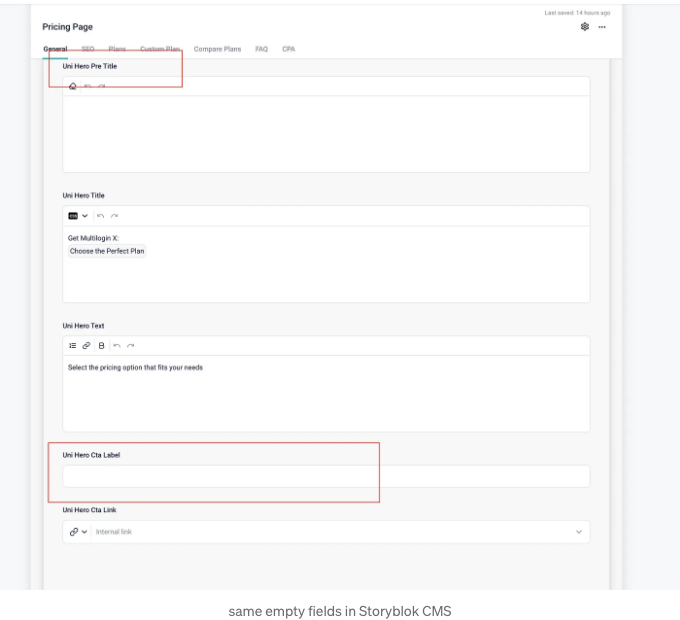 Last saved: 14 hours ago
Pricing Page
General SEO Plans Custom Plan Compare Plans FAQ CPA
Uni Hero Pre Title
Uni Hero Title
Get Multilogin X:
Choose the Perfect Plan
Uni Hero Text
B
Select the pricing option that fits your needs
Uni Hero Cta Label
Uni Hero Cta Link
Internal link
same empty fields in Storyblok CMS